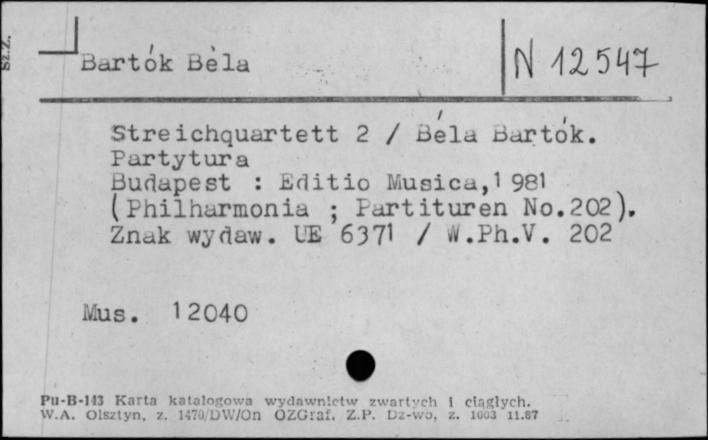 Sz.Z.
Bartók Béla
N 12547
Streichquartett 2 / Béla Bartók.
Partytura
Budapest : Editio Musica,1981
(Philharmonia ; Partituren No.202).
Znak wydaw. UE 6371 / W.Ph.V. 202
Mus. 12040
Pu-B-143 Karta katalogowa wydawnictw zwartych i ciągłych.
W.A. Olsztyn, z. 1470/DW/On OZGraf. Z.P. Dz-wo, z. 1003 11.87